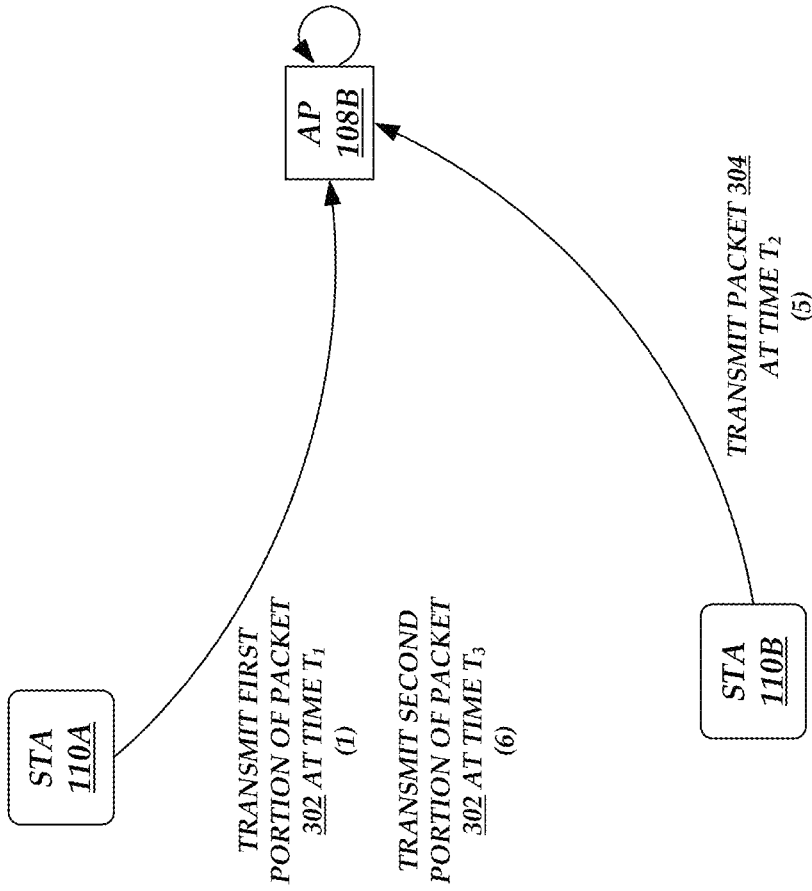 STA
110A
TRANSMIT FIRST
PORTION OF PACKET
302 AT TIME T₁
(1)
TRANSMIT SECOND
PORTION OF PACKET
302 AT TIME T₃
(6)
AP
108B
STA
110B
TRANSMIT PACKET 304
AT TIME T₂
(5)